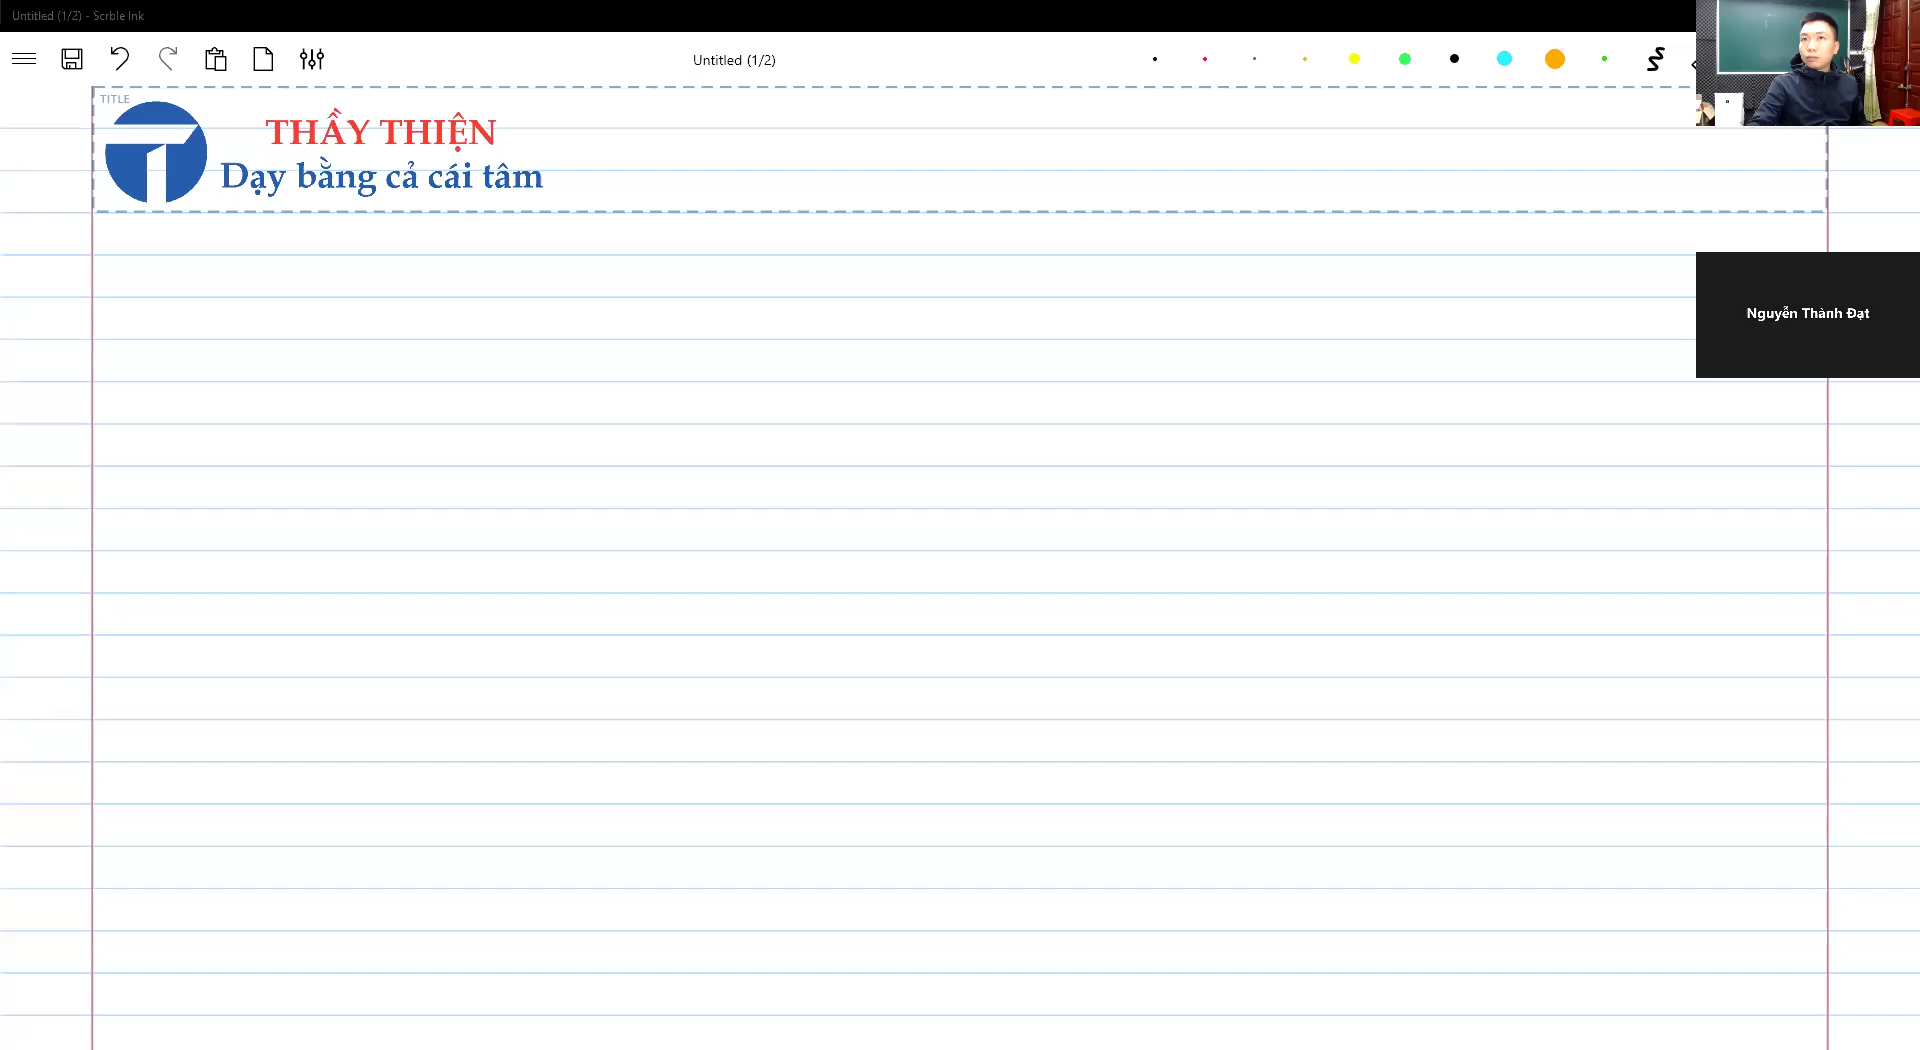 Untitled (1/2) - Scrble Ink
Untitled (1/2)
TITLE
THẦY THIỆN
Dạy bằng cả cái tâm
Nguyễn Thành Đạt